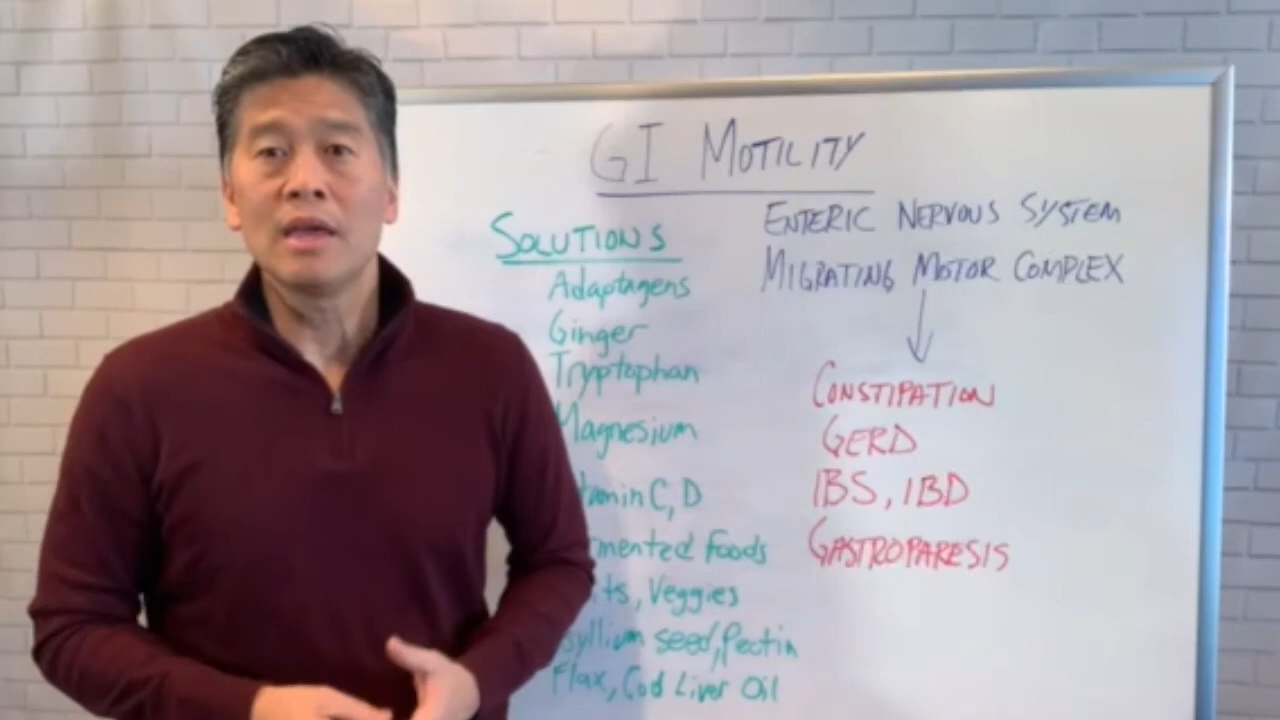 GI MOTILITY
SOLUTIONS
Adaptagens
Ginger
Tryptophan
Magnesium
C, D
Foods
Veggies
seed, Pectin
Flax, Cod Liver Oil
ENTERIC NERVOUS SYSTEM
MIGRATING MOTOR COMPLEX
CONSTIPATION
GERD
IBS, IBD
GASTROPARESIS